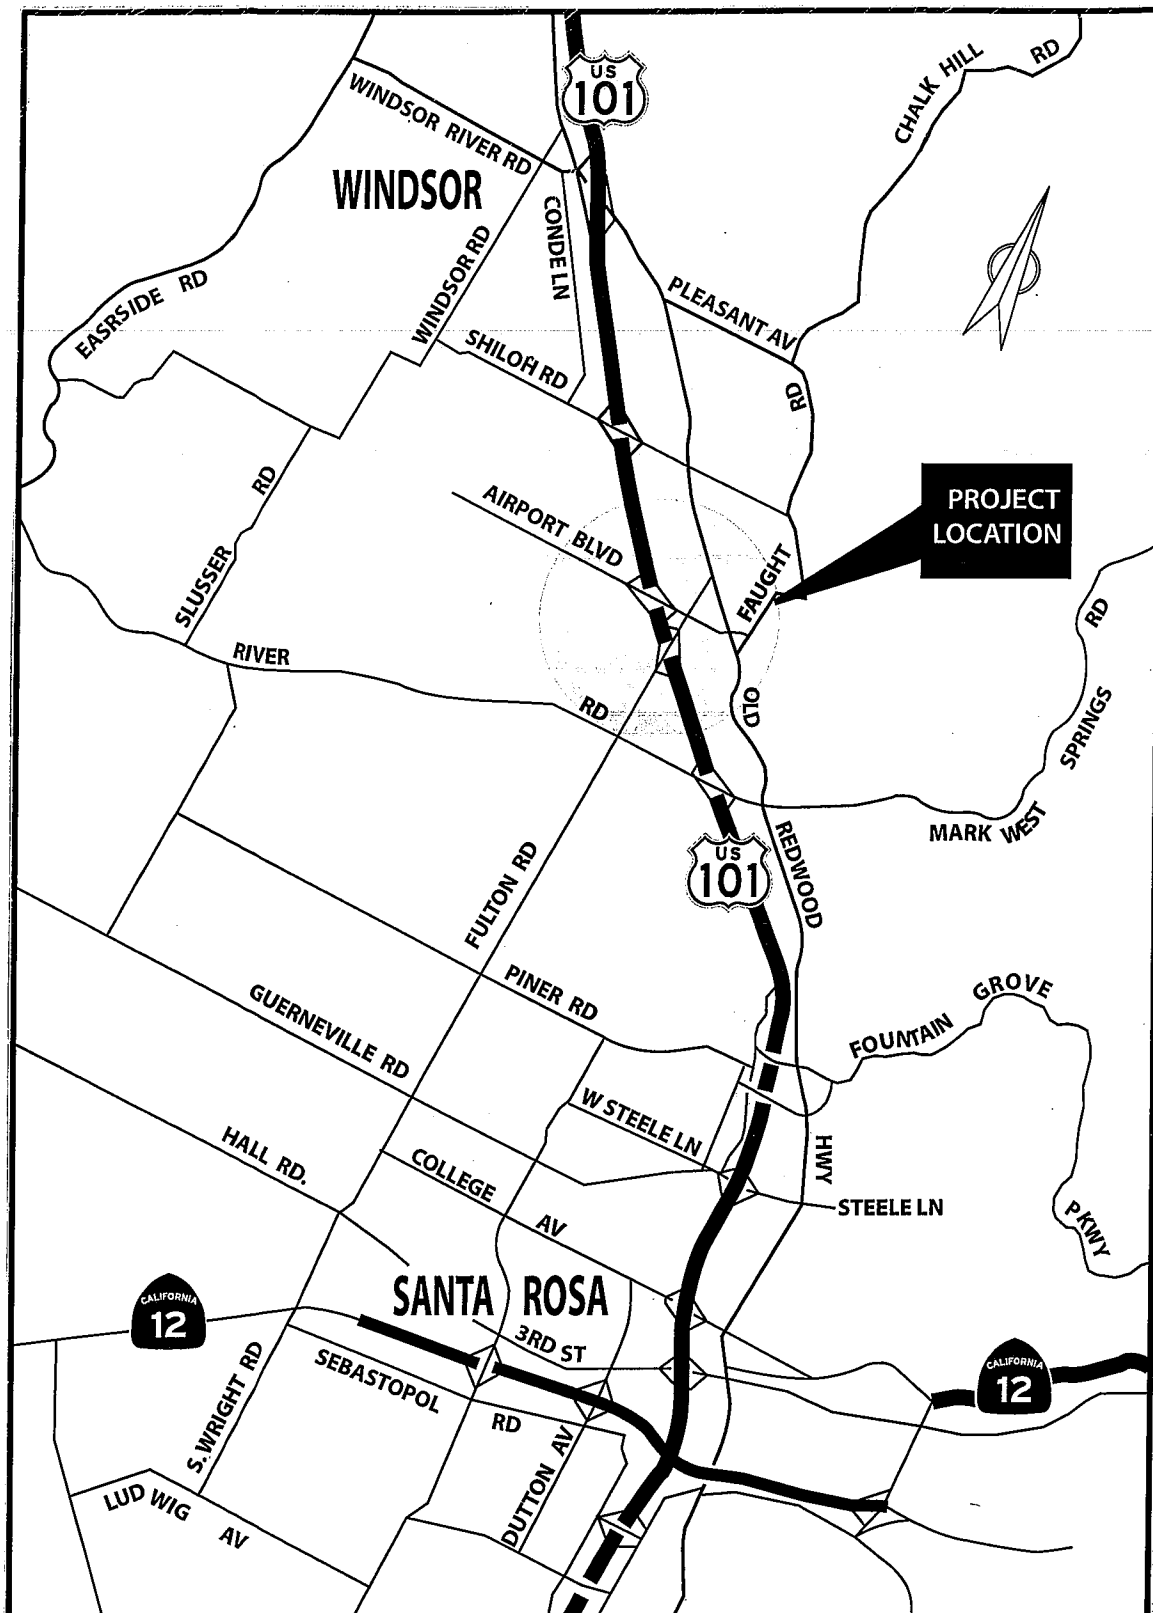 US
101
CHALK HILL RD
WINDSOR RIVER RD
WINDSOR
CONDE LN
WINDSOR RD
EASRSIDE RD
PLEASANT AV
SHILOH RD
RD
PROJECT
LOCATION
AIRPORT BLVD
SLUSSER RD
FAUGHT
RIVER
RD
OLD
RD
SPRINGS
MARK WEST
REDWOOD
US
101
FULTON RD
PINER RD
GUERNEVILLE RD
FOUNTAIN GROVE
W STEELE LN
HALL RD.
COLLEGE AV
HWY
STEELE LN
PKWY
SANTA ROSA
CALIFORNIA
12
3RD ST
SEBASTOPOL RD
CALIFORNIA
12
S. WRIGHT RD
DUTTON AV
LUD WIG AV